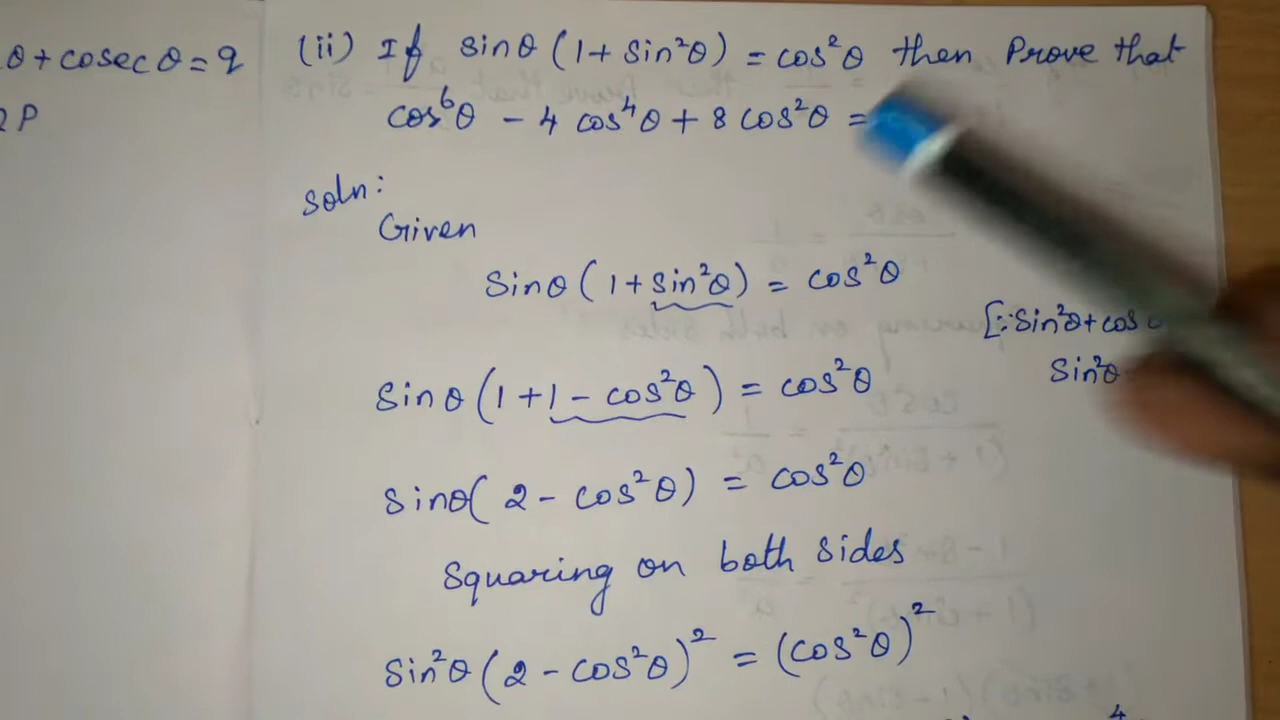 θ + cosec θ = q
2P
(ii) If sinθ (1 + sin²θ) = cos²θ then Prove that
cos⁶θ - 4 cos⁴θ + 8 cos²θ =
Soln:
Given
Sinθ (1 + sin²θ) = cos²θ
[∵ Sin²θ + cos
Sin²θ
Sinθ (1 + 1 - cos²θ) = cos²θ
Sinθ (2 - cos²θ) = cos²θ
Squaring on both sides
Sin²θ (2 - cos²θ)² = (cos²θ)²